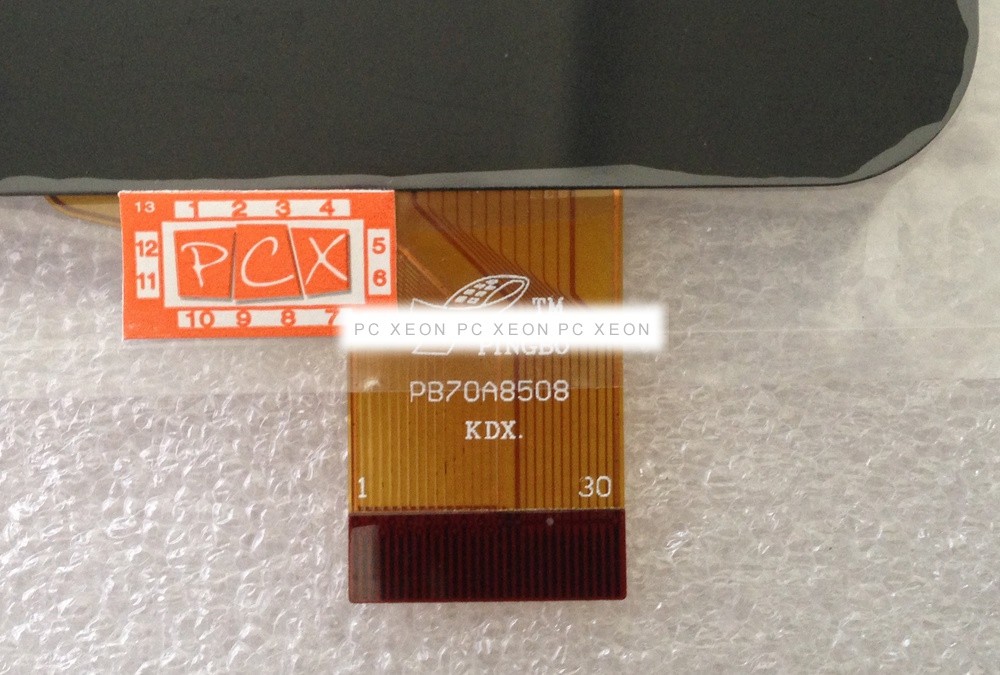 13 1 2 3 4
12 PCX 5
11 6
10 9 8 7
TM
PC XEON PC XEON PC XEON
PINGBO
PB70A8508
KDX.
1 30